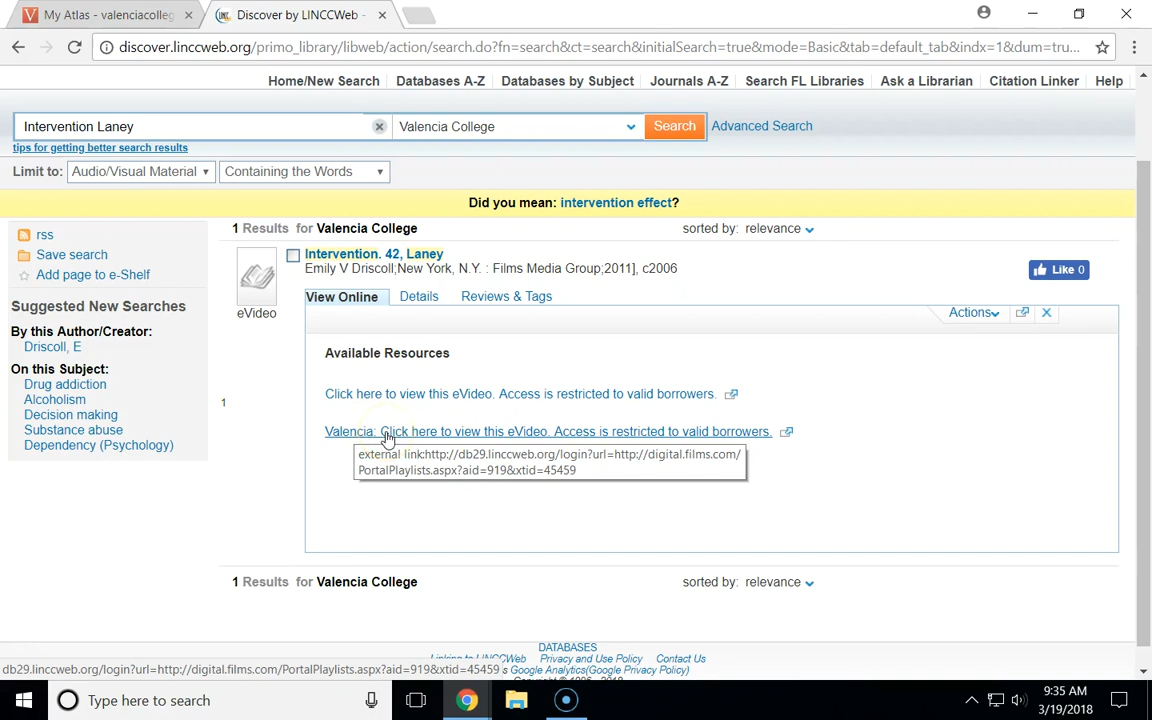 My Atlas - valenciacolleg
Discover by LINCCWeb -
discover.linccweb.org/primo_library/libweb/action/search.do?fn=search&ct=search&initialSearch=true&mode=Basic&tab=default_tab&indx=1&dum=tru...
Home/New Search Databases A-Z Databases by Subject Journals A-Z Search FL Libraries Ask a Librarian Citation Linker Help
Intervention Laney Valencia College Search Advanced Search
tips for getting better search results
Limit to: Audio/Visual Material Containing the Words
Did you mean: intervention effect?
rss
Save search
Add page to e-Shelf
Suggested New Searches
By this Author/Creator:
Driscoll, E
On this Subject:
Drug addiction
Alcoholism
Decision making
Substance abuse
Dependency (Psychology)
1 Results for Valencia College sorted by: relevance
1
eVideo
Intervention. 42, Laney
Emily V Driscoll;New York, N.Y. : Films Media Group;2011], c2006
Like 0
View Online Details Reviews & Tags
Actions
Available Resources
Click here to view this eVideo. Access is restricted to valid borrowers.
Valencia: Click here to view this eVideo. Access is restricted to valid borrowers.
external link:http://db29.linccweb.org/login?url=http://digital.films.com/
PortalPlaylists.aspx?aid=919&xtid=45459
1 Results for Valencia College sorted by: relevance
DATABASES
Privacy and Use Policy Contact Us
db29.linccweb.org/login?url=http://digital.films.com/PortalPlaylists.aspx?aid=919&xtid=45459
Google Analytics(Google Privacy Policy)
Type here to search
9:35 AM
3/19/2018